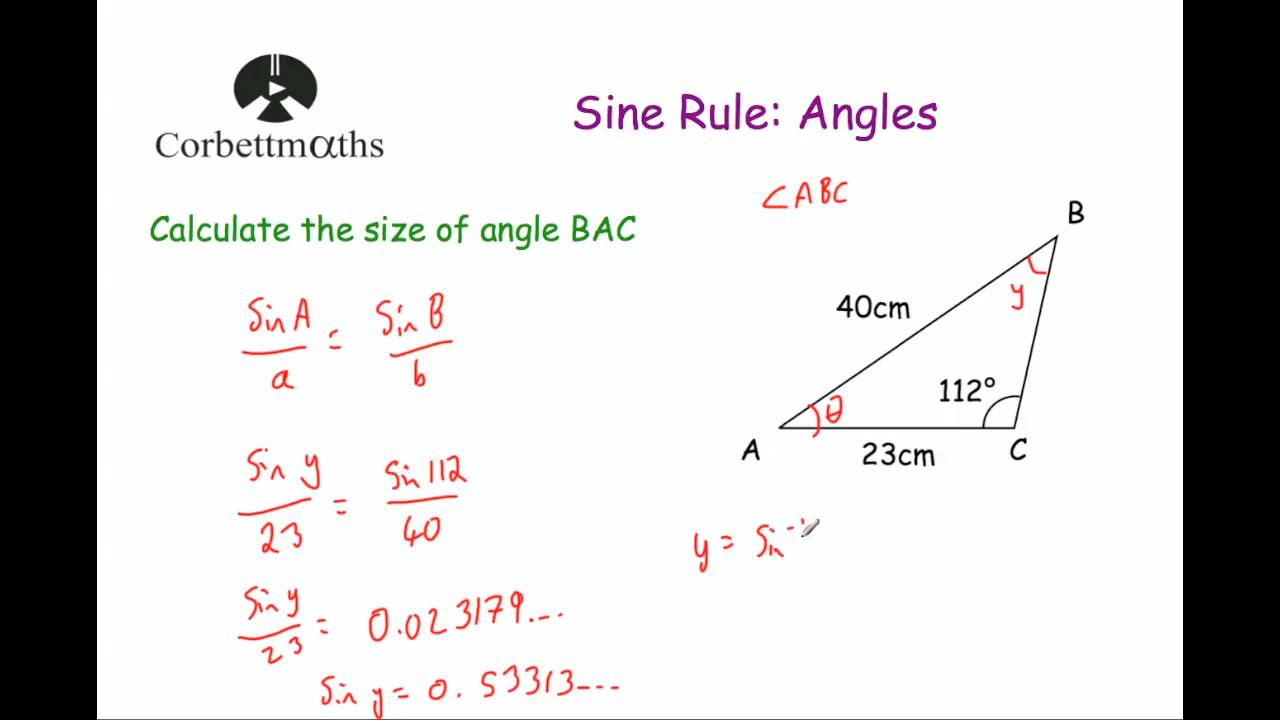 Corbettmαths
Sine Rule: Angles
Calculate the size of angle BAC
∠ABC
B
40cm
y
112°
θ
A
23cm
C
Sin A / a = Sin B / b
Sin y / 23 = Sin 112 / 40
Sin y / 23 = 0.023179...
Sin y = 0.53313...
y = Sin⁻¹